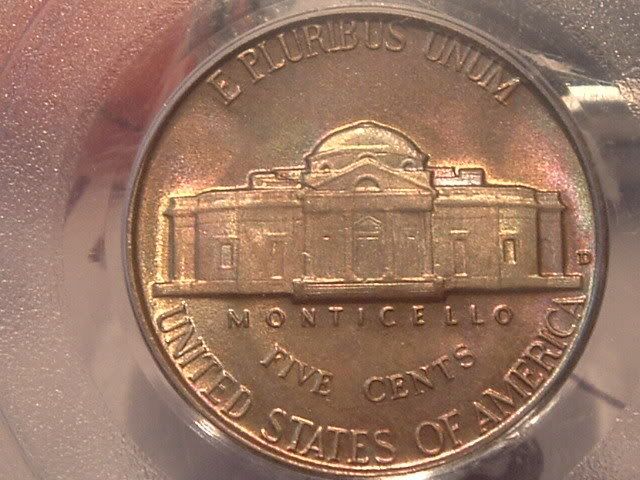 E PLURIBUS UNUM
D
MONTICELLO
FIVE CENTS
UNITED STATES OF AMERICA